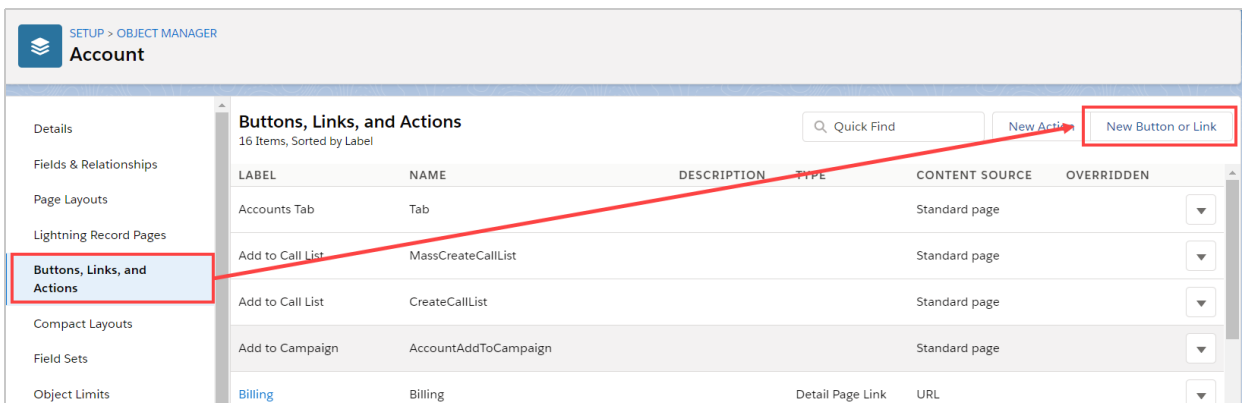 SETUP > OBJECT MANAGER
Account
Details
Fields & Relationships
Page Layouts
Lightning Record Pages
Buttons, Links, and
Actions
Compact Layouts
Field Sets
Object Limits
Buttons, Links, and Actions
16 Items, Sorted by Label
Quick Find
New Action
New Button or Link
LABEL NAME DESCRIPTION TYPE CONTENT SOURCE OVERRIDDEN
Accounts Tab Tab Standard page
Add to Call List MassCreateCallList Standard page
Add to Call List CreateCallList Standard page
Add to Campaign AccountAddToCampaign Standard page
Billing Billing Detail Page Link URL